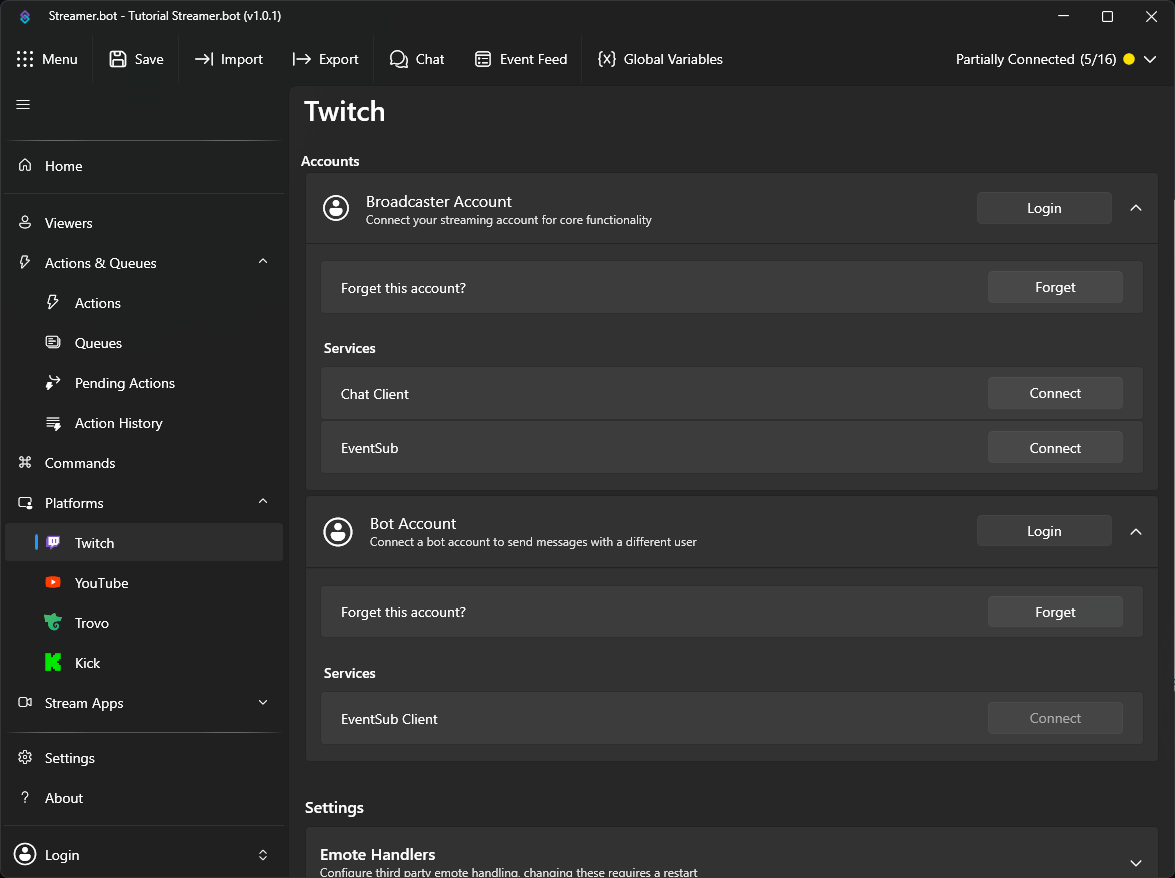 Streamer.bot - Tutorial Streamer.bot (v1.0.1)
Menu
Save
Import
Export
Chat
Event Feed
{x} Global Variables
Partially Connected (5/16)
Home
Viewers
Actions & Queues
Actions
Queues
Pending Actions
Action History
Commands
Platforms
Twitch
YouTube
Trovo
Kick
Stream Apps
Settings
? About
Login
Twitch
Accounts
Broadcaster Account
Connect your streaming account for core functionality
Login
Forget this account?
Forget
Services
Chat Client
Connect
EventSub
Connect
Bot Account
Connect a bot account to send messages with a different user
Login
Forget this account?
Forget
Services
EventSub Client
Connect
Settings
Emote Handlers
Configure third party emote handling, changing these requires a restart